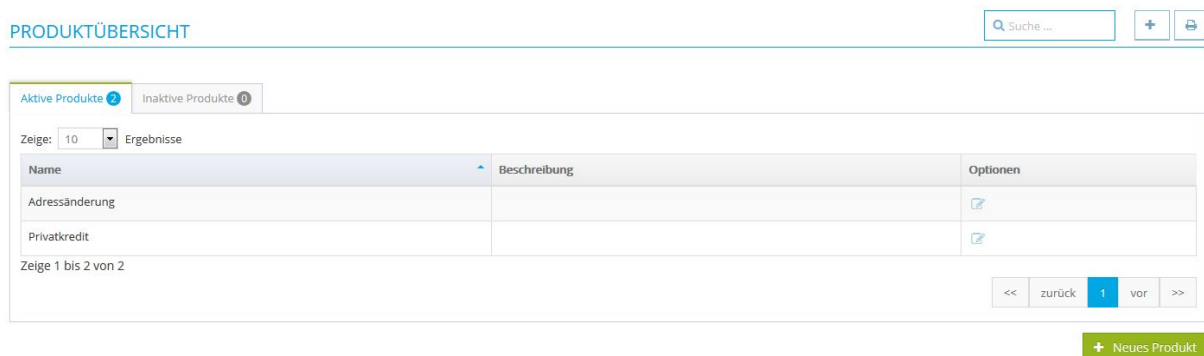 PRODUKTÜBERSICHT
Suche ...
Aktive Produkte 2 Inaktive Produkte 0
Zeige: 10 Ergebnisse
Name Beschreibung Optionen
Adressänderung
Privatkredit
Zeige 1 bis 2 von 2
<< zurück 1 vor >>
+ Neues Produkt